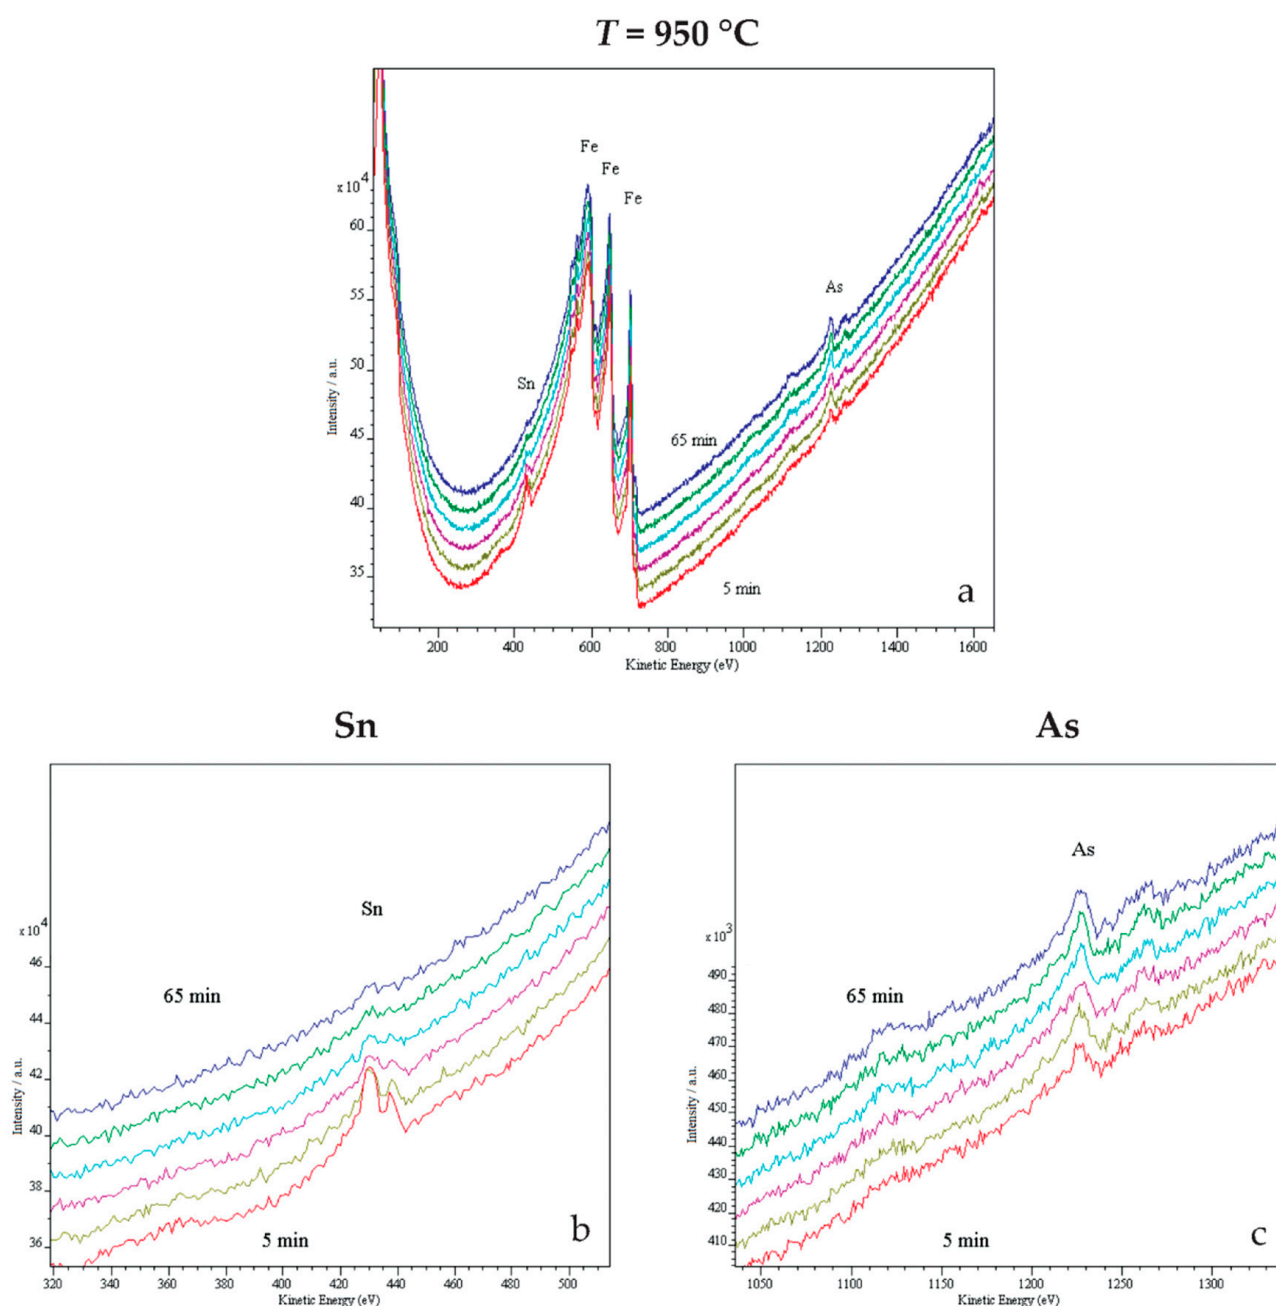 T = 950 °C
Fe
Fe
Fe
x 10⁴
60
55
50
45
40
35
Intensity / a.u.
Sn
As
65 min
5 min
a
200 400 600 800 1000 1200 1400 1600
Kinetic Energy (eV)
Sn
x 10⁴
46
44
42
40
38
36
Intensity / a.u.
Sn
65 min
5 min
b
320 340 360 380 400 420 440 460 480 500
Kinetic Energy (eV)
As
x 10³
490
480
470
460
450
440
430
420
410
Intensity / a.u.
As
65 min
5 min
c
1050 1100 1150 1200 1250 1300
Kinetic Energy (eV)